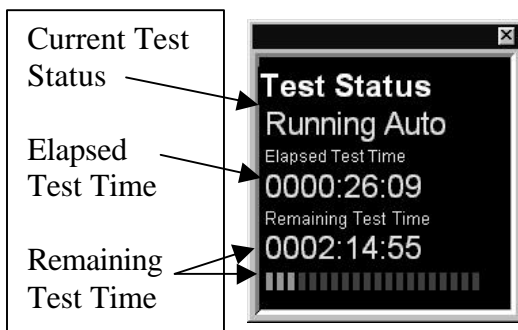 Current Test
Status
Elapsed
Test Time
Remaining
Test Time
Test Status
Running Auto
Elapsed Test Time
0000:26:09
Remaining Test Time
0002:14:55